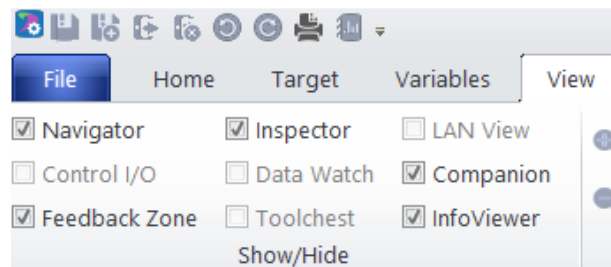 File Home Target Variables View
Navigator Inspector LAN View
Control I/O Data Watch Companion
Feedback Zone Toolchest InfoViewer
Show/Hide